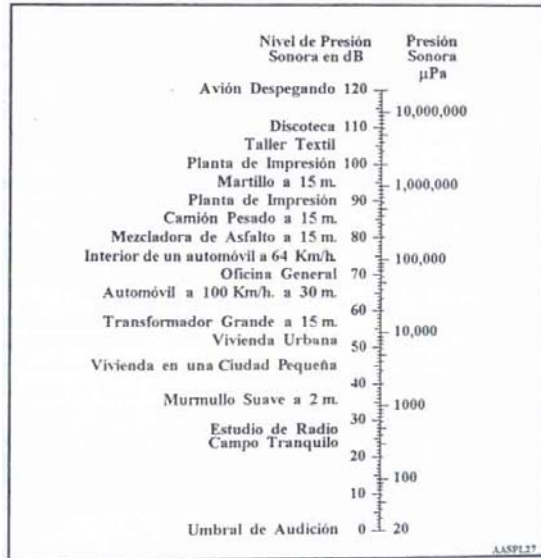 Nivel de Presión Presión
Sonora en dB Sonora
µPa
Avión Despegando 120
10,000,000
Discoteca 110
Taller Textil
Planta de Impresión 100
Martillo a 15 m. 1,000,000
Planta de Impresión 90
Camión Pesado a 15 m.
Mezcladora de Asfalto a 15 m. 80
Interior de un automóvil a 64 Km/h. 100,000
Oficina General 70
Automóvil a 100 Km/h. a 30 m.
60
Transformador Grande a 15 m. 10,000
Vivienda Urbana 50
Vivienda en una Ciudad Pequeña
40
Murmullo Suave a 2 m. 1000
30
Estudio de Radio
Campo Tranquilo
20
100
10
Umbral de Audición 0 20
AASPL27